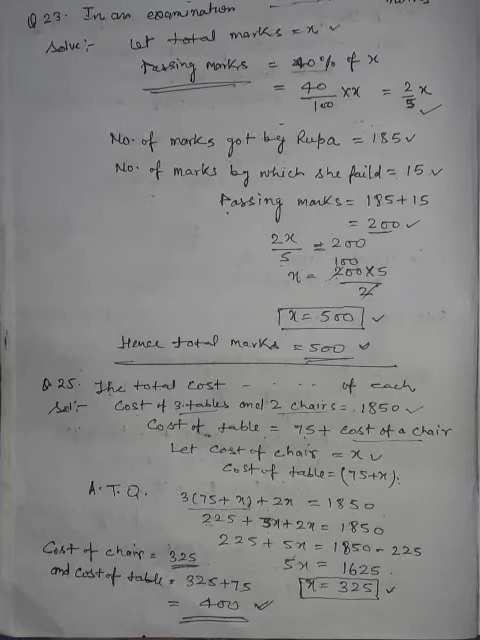 Q 23. In an examination
Solve:- Let total marks = x ✓
Passing marks = 40% of x
= 40/100 × x = 2/5 x ✓
No. of marks got by Rupa = 185 ✓
No. of marks by which she faild = 15 ✓
Passing marks = 185 + 15
= 200 ✓
2x/5 = 200
100
x = 200×5/2
x = 500 ✓
Hence total marks = 500 ✓
Q 25. The total cost - . . . . of each
Sol:- Cost of 3 tables and 2 chairs = 1850 ✓
Cost of table = 75 + cost of a chair
Let cost of chair = x ✓
Cost of table = (75+x).
A.T.Q. 3(75+x) + 2x = 1850
225 + 3x + 2x = 1850
225 + 5x = 1850 - 225
Cost of chair = 325 5x = 1625.
and cost of table = 325+75 x = 325 ✓
= 400 ✓